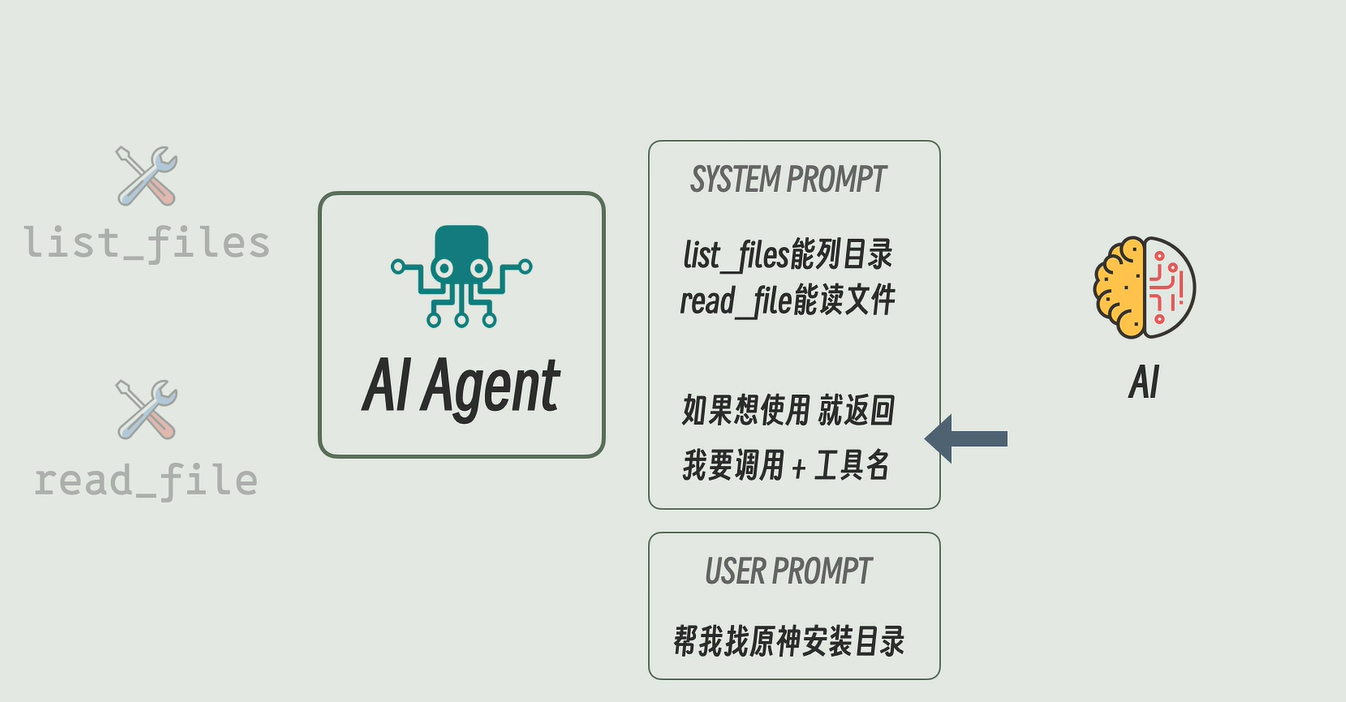 list_files
read_file
AI Agent
SYSTEM PROMPT
list_files能列目录
read_file能读文件
如果想使用 就返回
我要调用 + 工具名
USER PROMPT
帮我找原神安装目录
AI